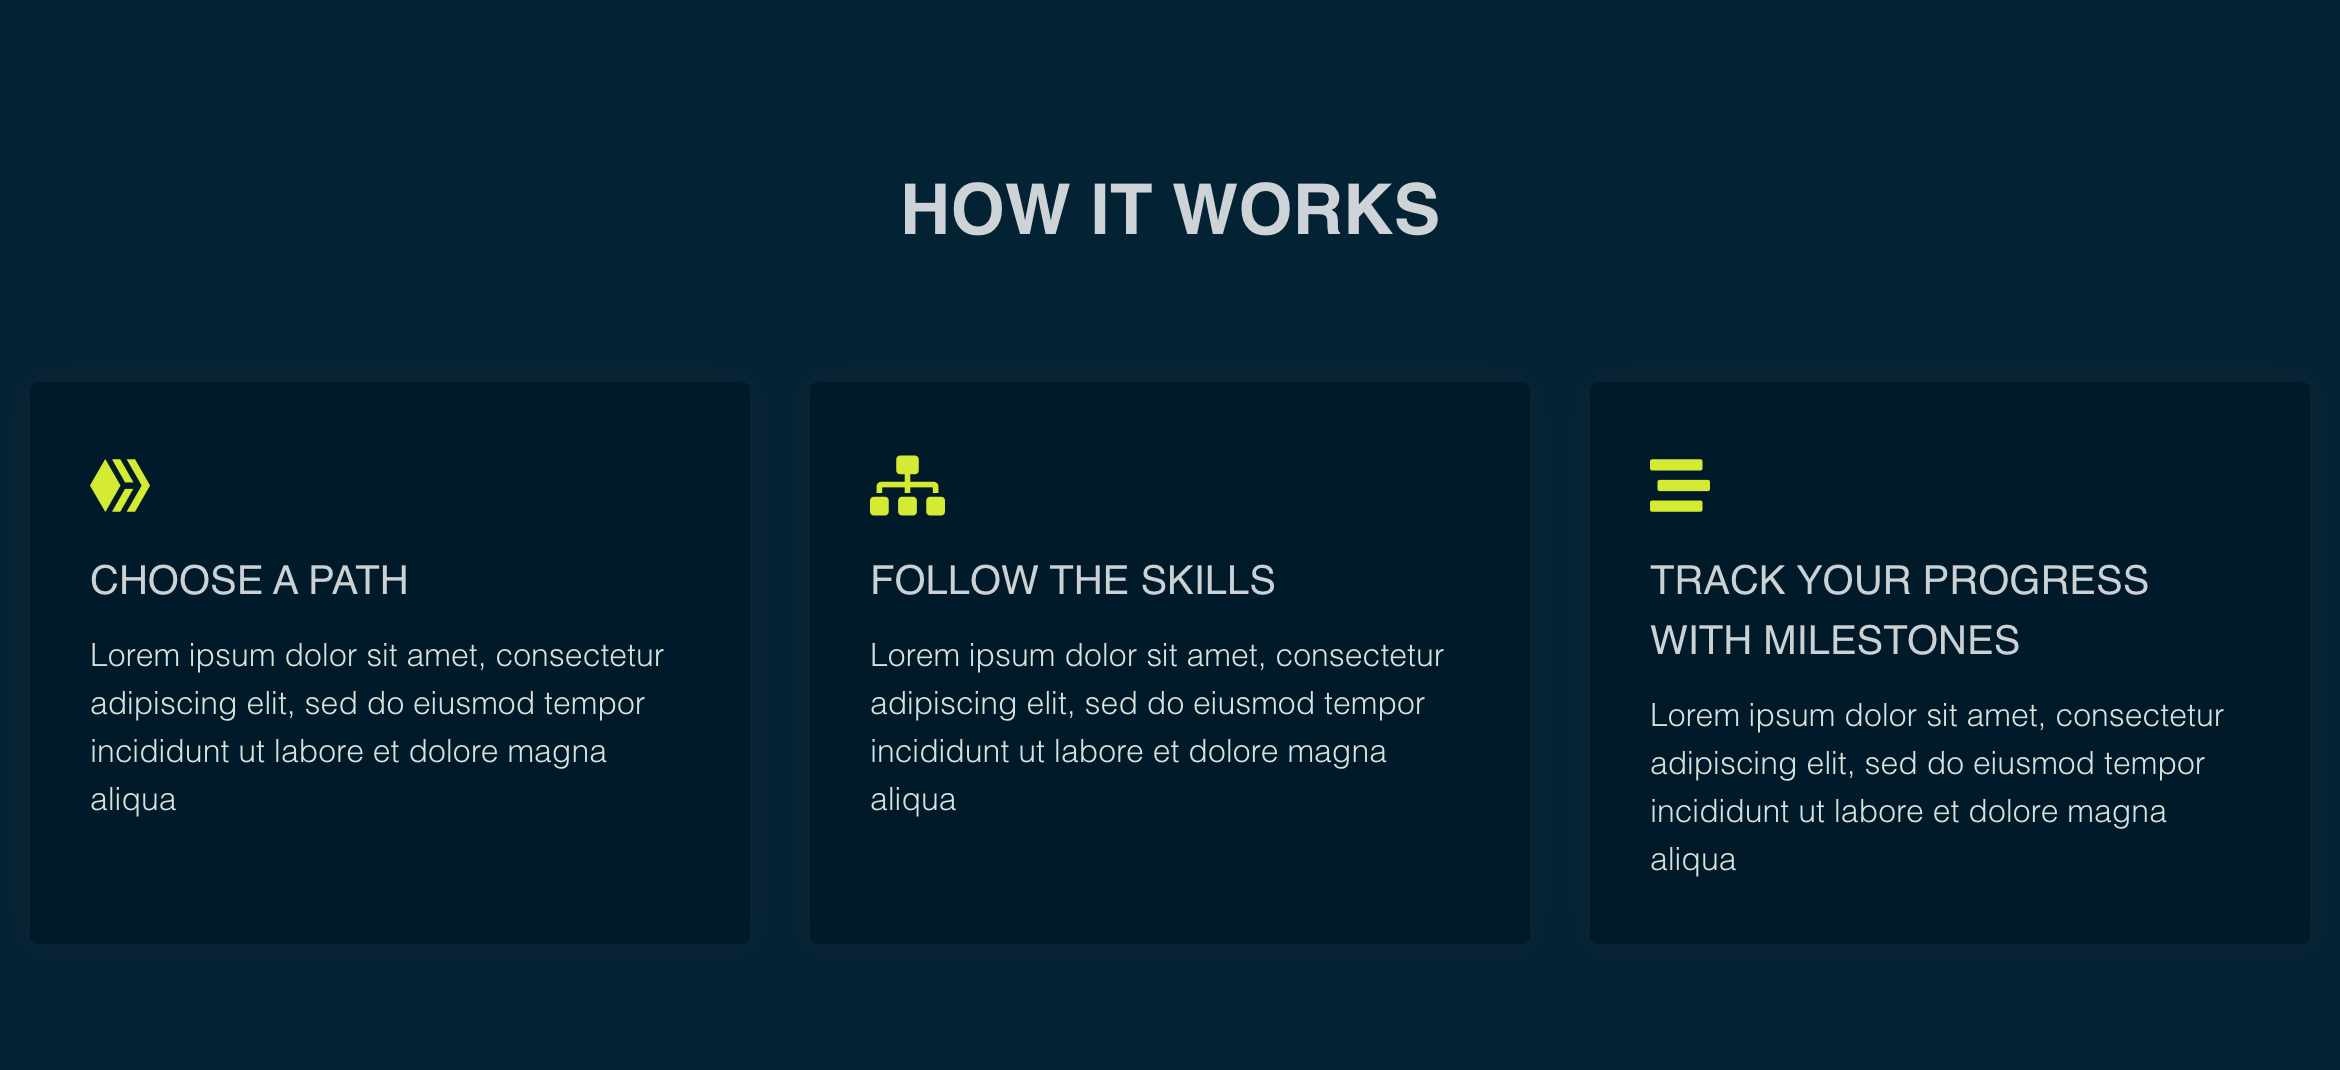 HOW IT WORKS
CHOOSE A PATH
Lorem ipsum dolor sit amet, consectetur
adipiscing elit, sed do eiusmod tempor
incididunt ut labore et dolore magna
aliqua
FOLLOW THE SKILLS
Lorem ipsum dolor sit amet, consectetur
adipiscing elit, sed do eiusmod tempor
incididunt ut labore et dolore magna
aliqua
TRACK YOUR PROGRESS
WITH MILESTONES
Lorem ipsum dolor sit amet, consectetur
adipiscing elit, sed do eiusmod tempor
incididunt ut labore et dolore magna
aliqua